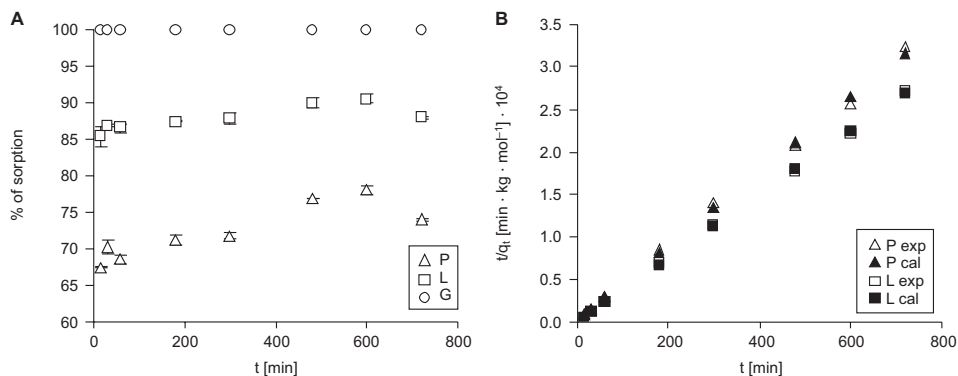 A
100
95
90
85
80
75
70
65
60
% of sorption
0
200
400
600
800
t [min]
P
L
G
B
3.5
3.0
2.5
2.0
1.5
1.0
0.5
0.0
t/qt [min · kg · mol⁻¹] · 10⁴
0
200
400
600
800
t [min]
P exp
P cal
L exp
L cal